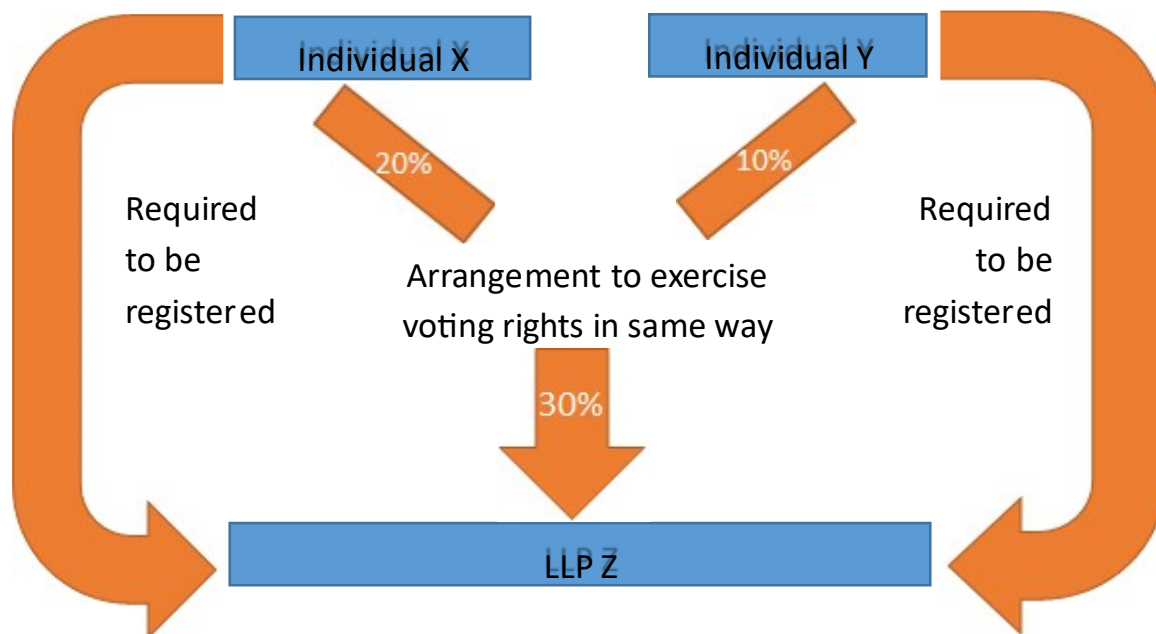 Individual X
Individual Y
20%
10%
Required
to be
registered
Required
to be
registered
Arrangement to exercise
voting rights in same way
30%
LLP Z